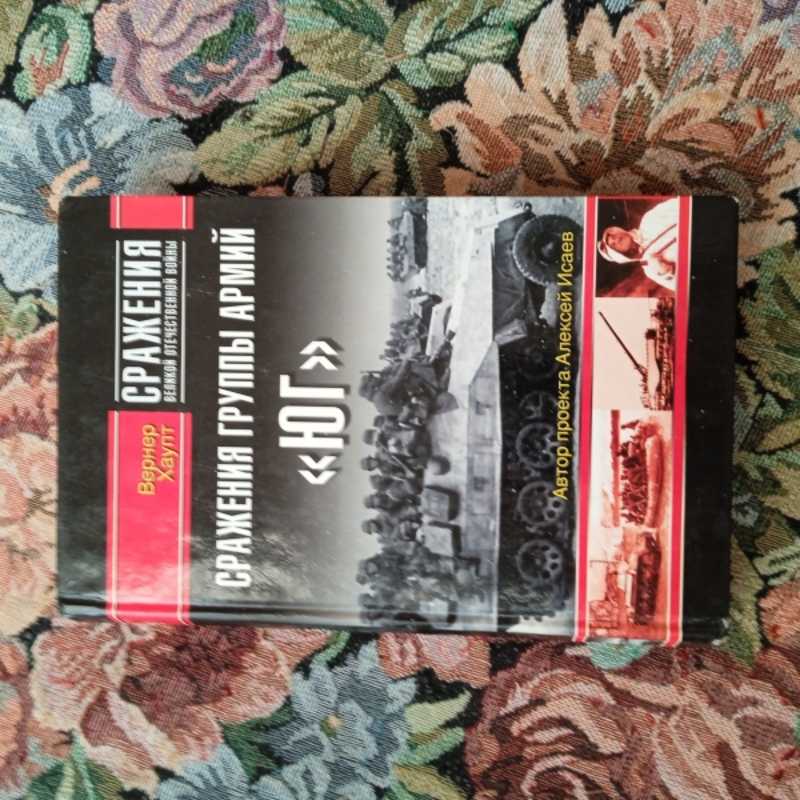 Вернер
Хаупт
СРАЖЕНИЯ
ВЕЛИКОЙ ОТЕЧЕСТВЕННОЙ ВОЙНЫ
СРАЖЕНИЯ ГРУППЫ АРМИЙ
«ЮГ»
Автор проекта Алексей Исаев